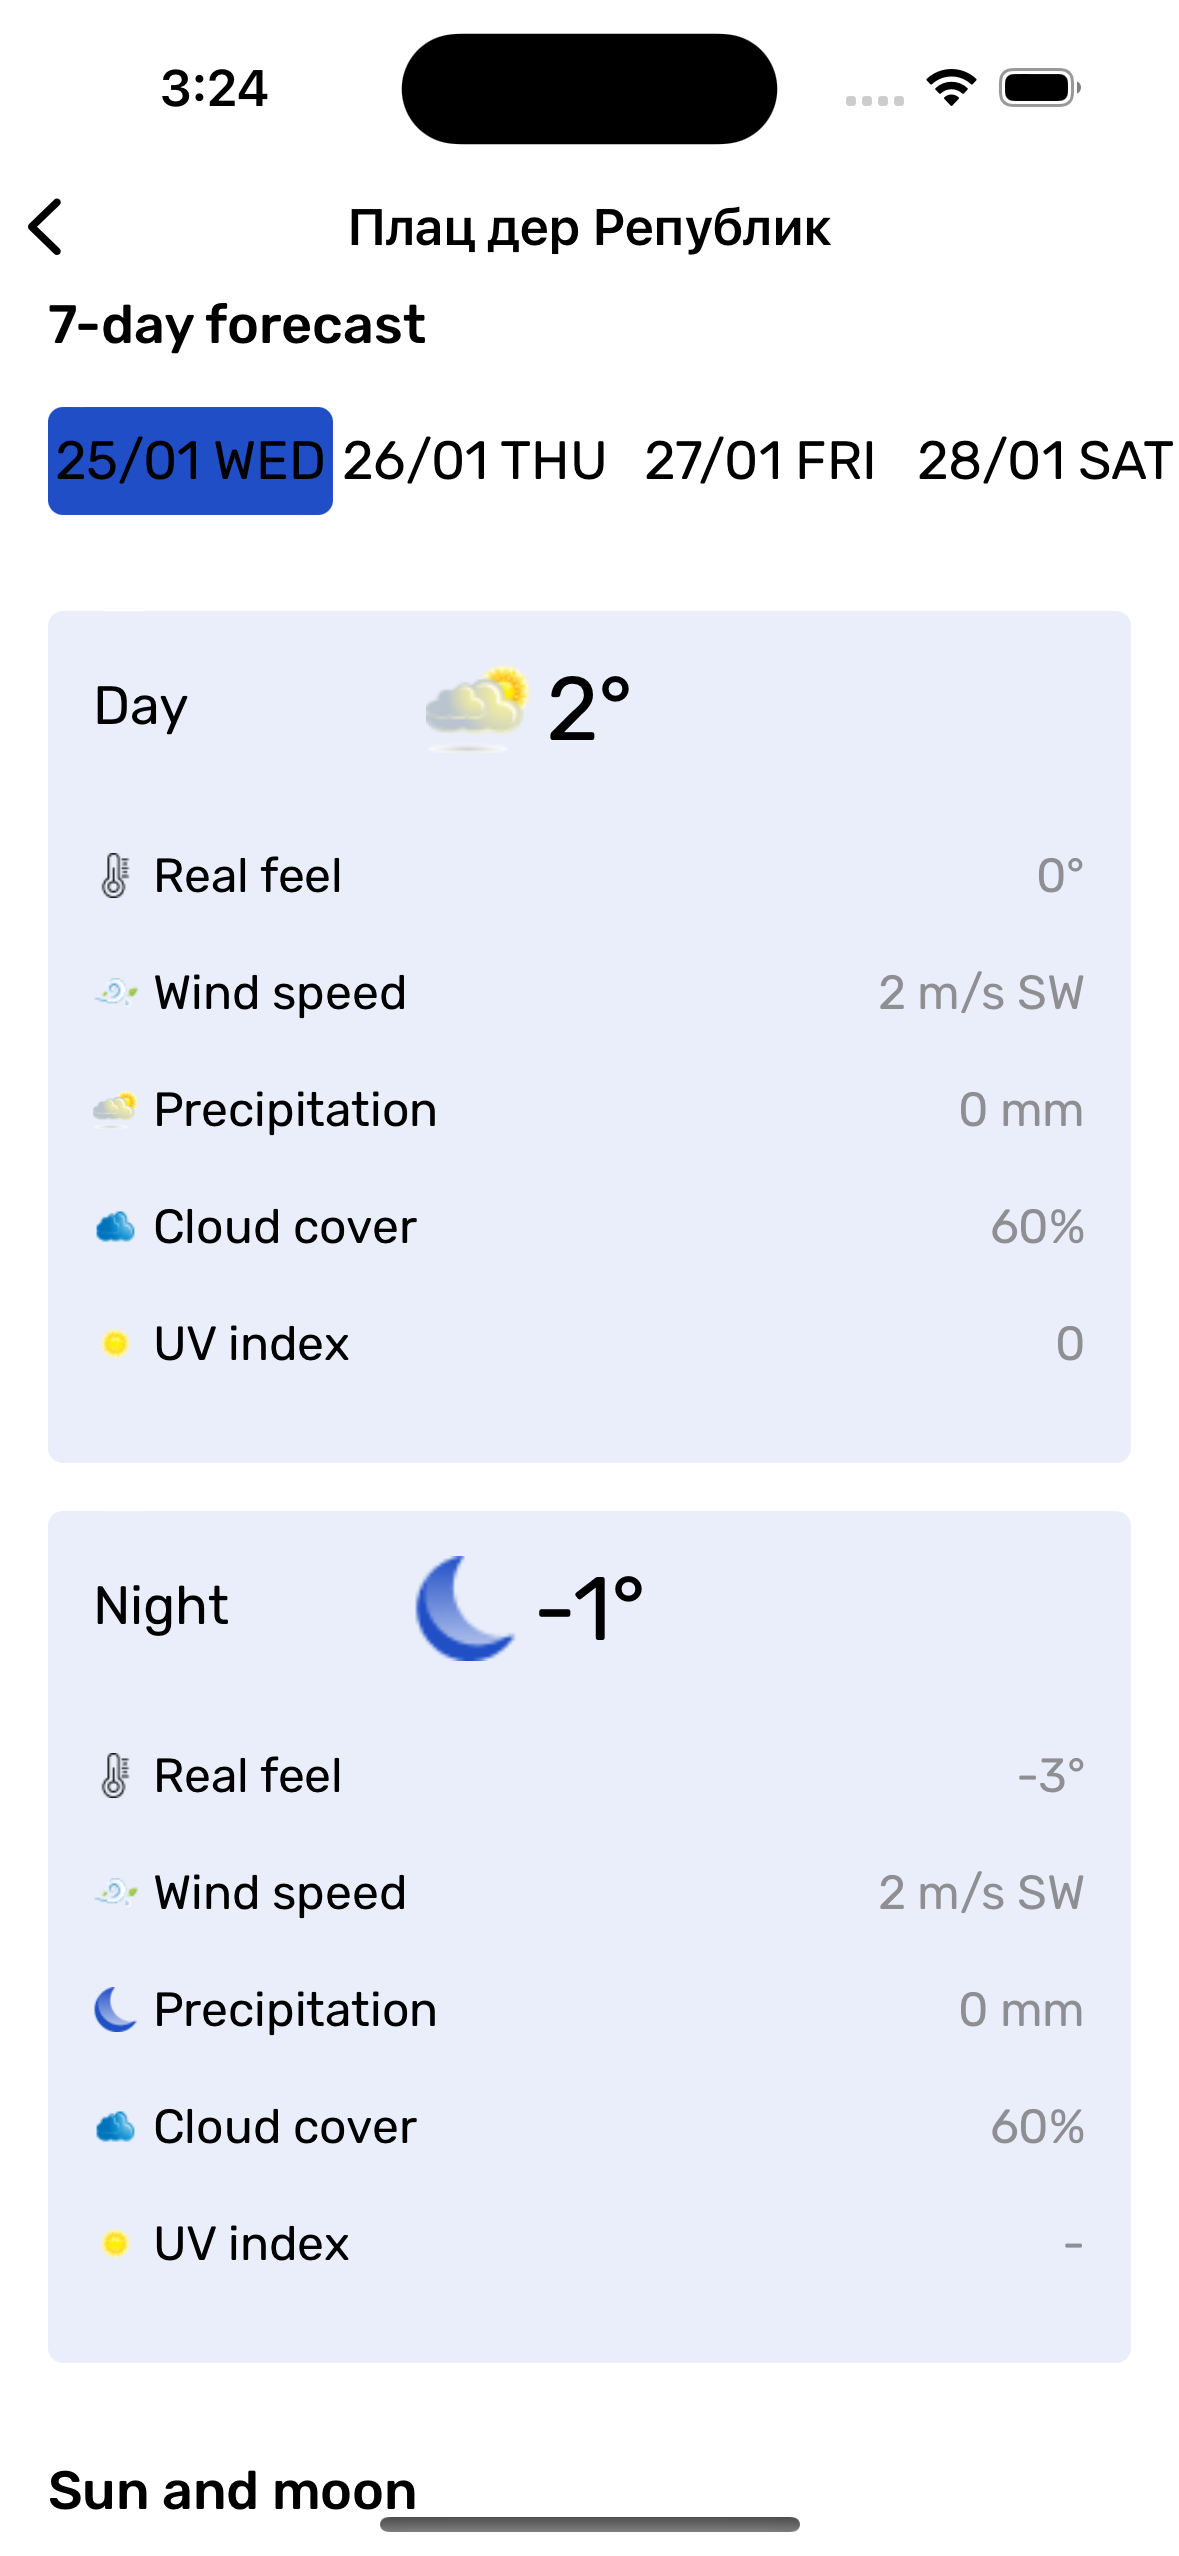 3:24
Плац дер Републик
7-day forecast
25/01 WED 26/01 THU 27/01 FRI 28/01 SAT
Day 2°
Real feel 0°
Wind speed 2 m/s SW
Precipitation 0 mm
Cloud cover 60%
UV index 0
Night -1°
Real feel -3°
Wind speed 2 m/s SW
Precipitation 0 mm
Cloud cover 60%
UV index -
Sun and moon